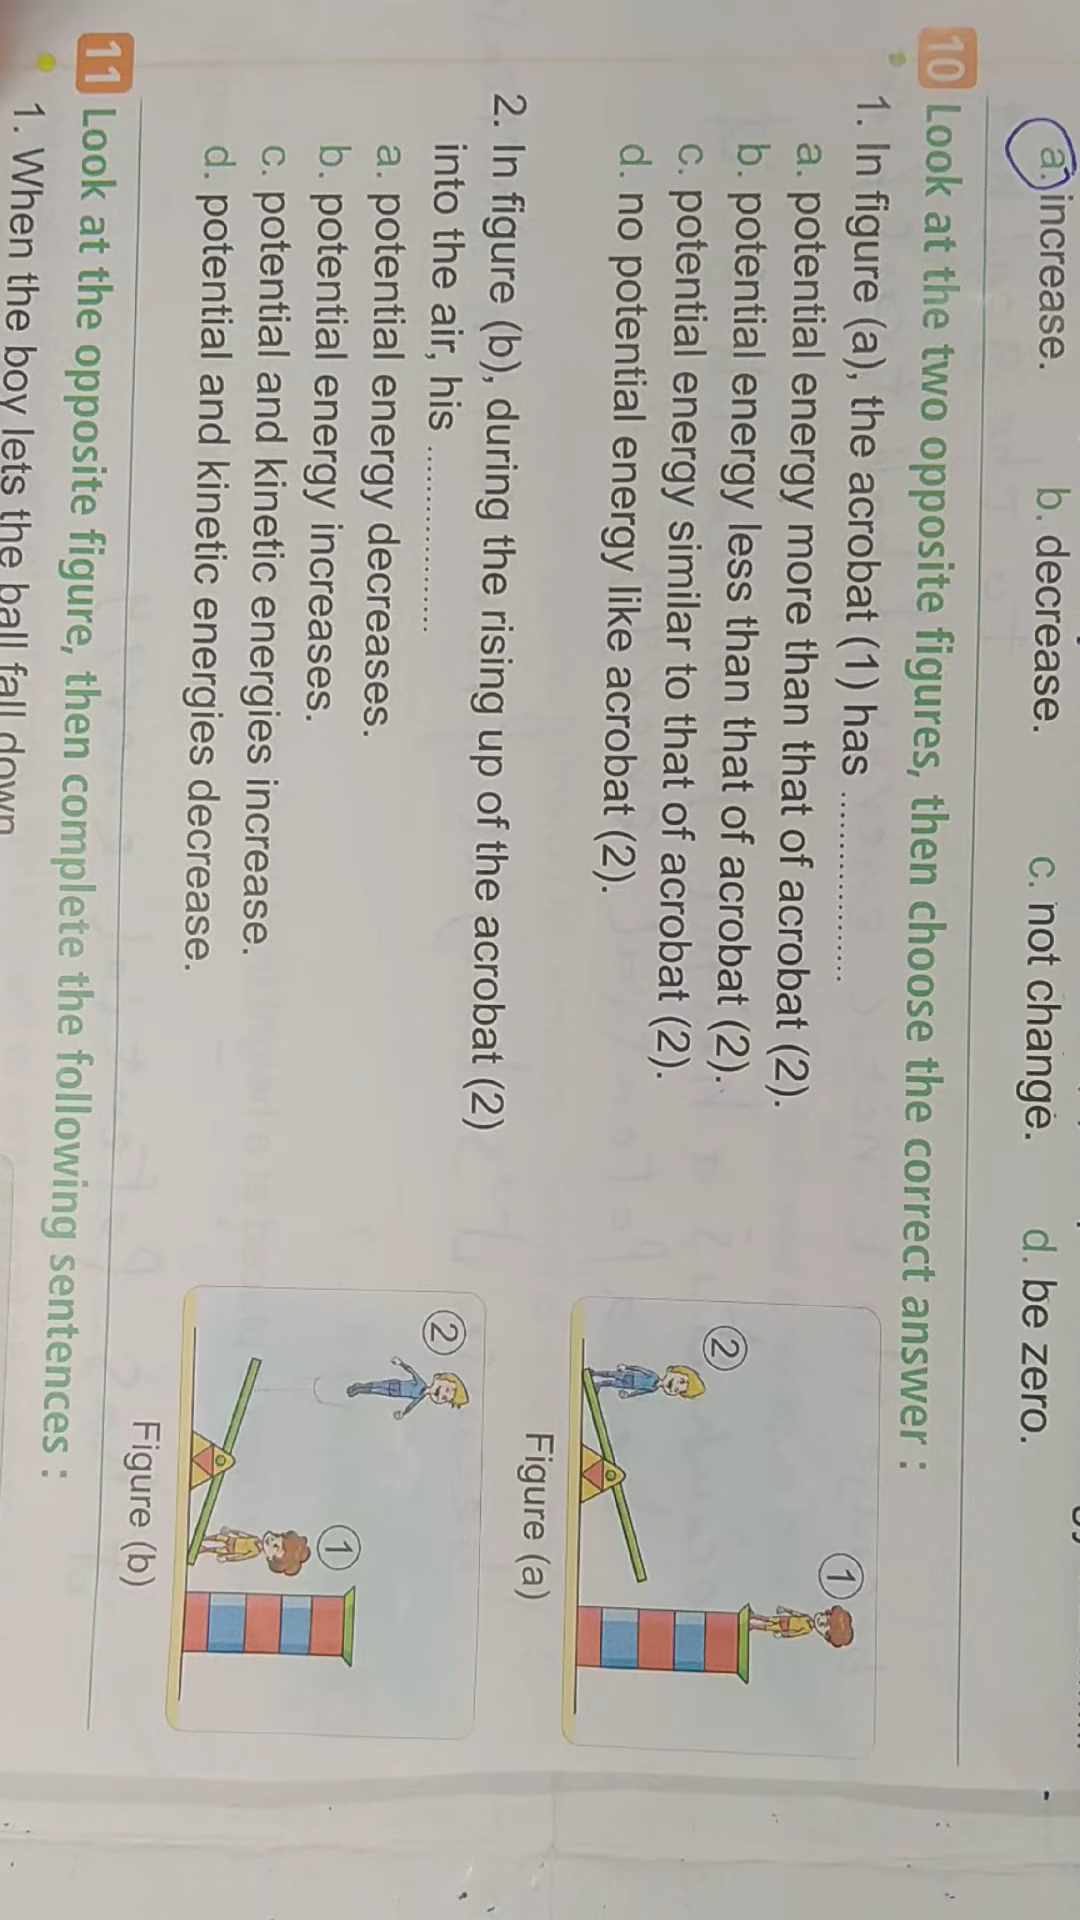 a. increase. b. decrease. c. not change. d. be zero.
10 Look at the two opposite figures, then choose the correct answer :
1. In figure (a), the acrobat (1) has ...............
a. potential energy more than that of acrobat (2).
b. potential energy less than that of acrobat (2).
c. potential energy similar to that of acrobat (2).
d. no potential energy like acrobat (2).
2
1
Figure (a)
2. In figure (b), during the rising up of the acrobat (2)
into the air, his ...............
a. potential energy decreases.
b. potential energy increases.
c. potential and kinetic energies increase.
d. potential and kinetic energies decrease.
2
1
Figure (b)
11 Look at the opposite figure, then complete the following sentences :
1. When the boy lets the ball fall down